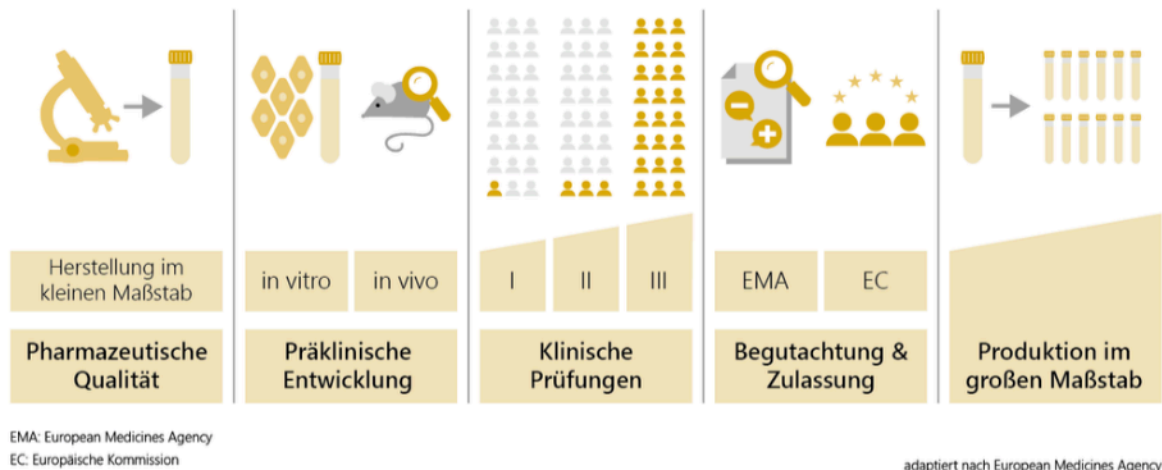 Herstellung im
kleinen Maßstab
in vitro
in vivo
I
II
III
EMA
EC
Pharmazeutische
Qualität
Präklinische
Entwicklung
Klinische
Prüfungen
Begutachtung &
Zulassung
Produktion im
großen Maßstab
EMA: European Medicines Agency
EC: Europäische Kommission
adaptiert nach European Medicines Agency